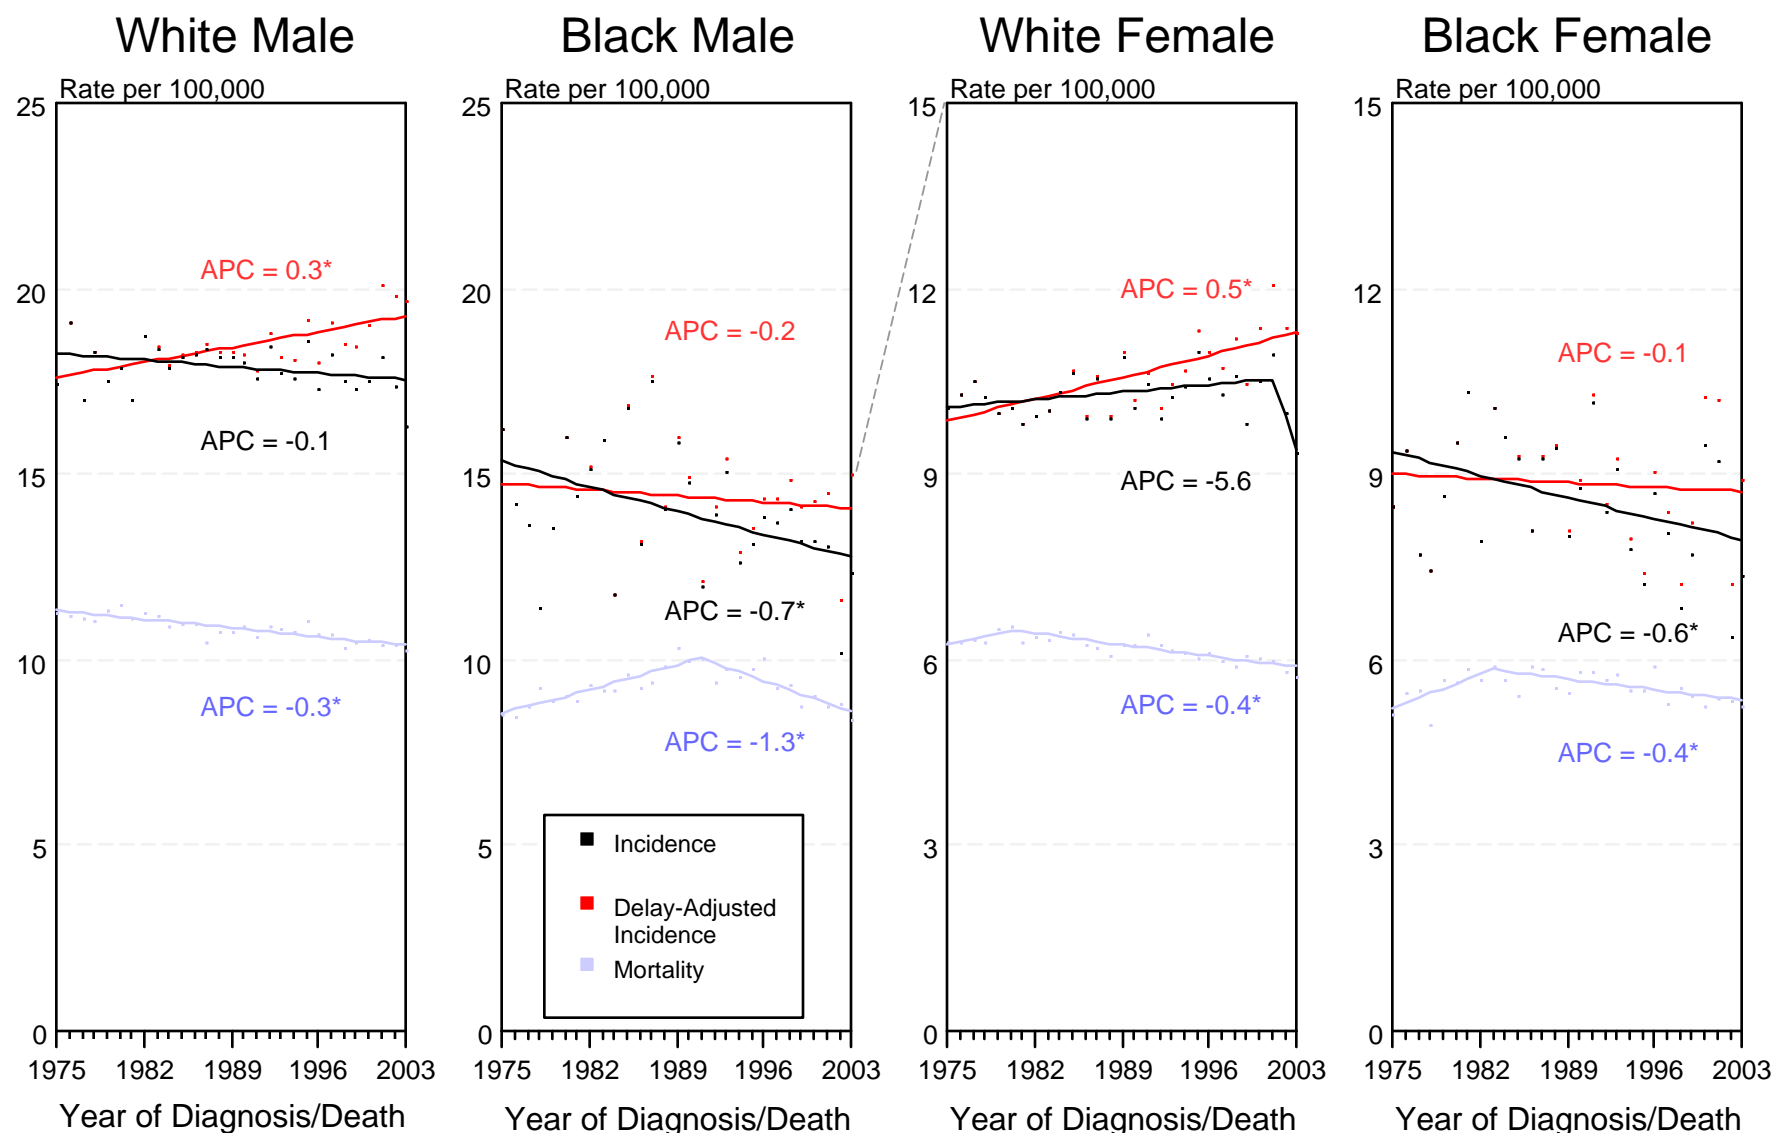 White Male
Rate per 100,000
25
20
15
10
5
0
APC = 0.3*
APC = -0.1
APC = -0.3*
1975 1982 1989 1996 2003
Year of Diagnosis/Death
Black Male
Rate per 100,000
25
20
15
10
5
0
APC = -0.2
APC = -0.7*
APC = -1.3*
Incidence
Delay-Adjusted
Incidence
Mortality
1975 1982 1989 1996 2003
Year of Diagnosis/Death
White Female
Rate per 100,000
15
12
9
6
3
0
APC = 0.5*
APC = -5.6
APC = -0.4*
1975 1982 1989 1996 2003
Year of Diagnosis/Death
Black Female
Rate per 100,000
15
12
9
6
3
0
APC = -0.1
APC = -0.6*
APC = -0.4*
1975 1982 1989 1996 2003
Year of Diagnosis/Death